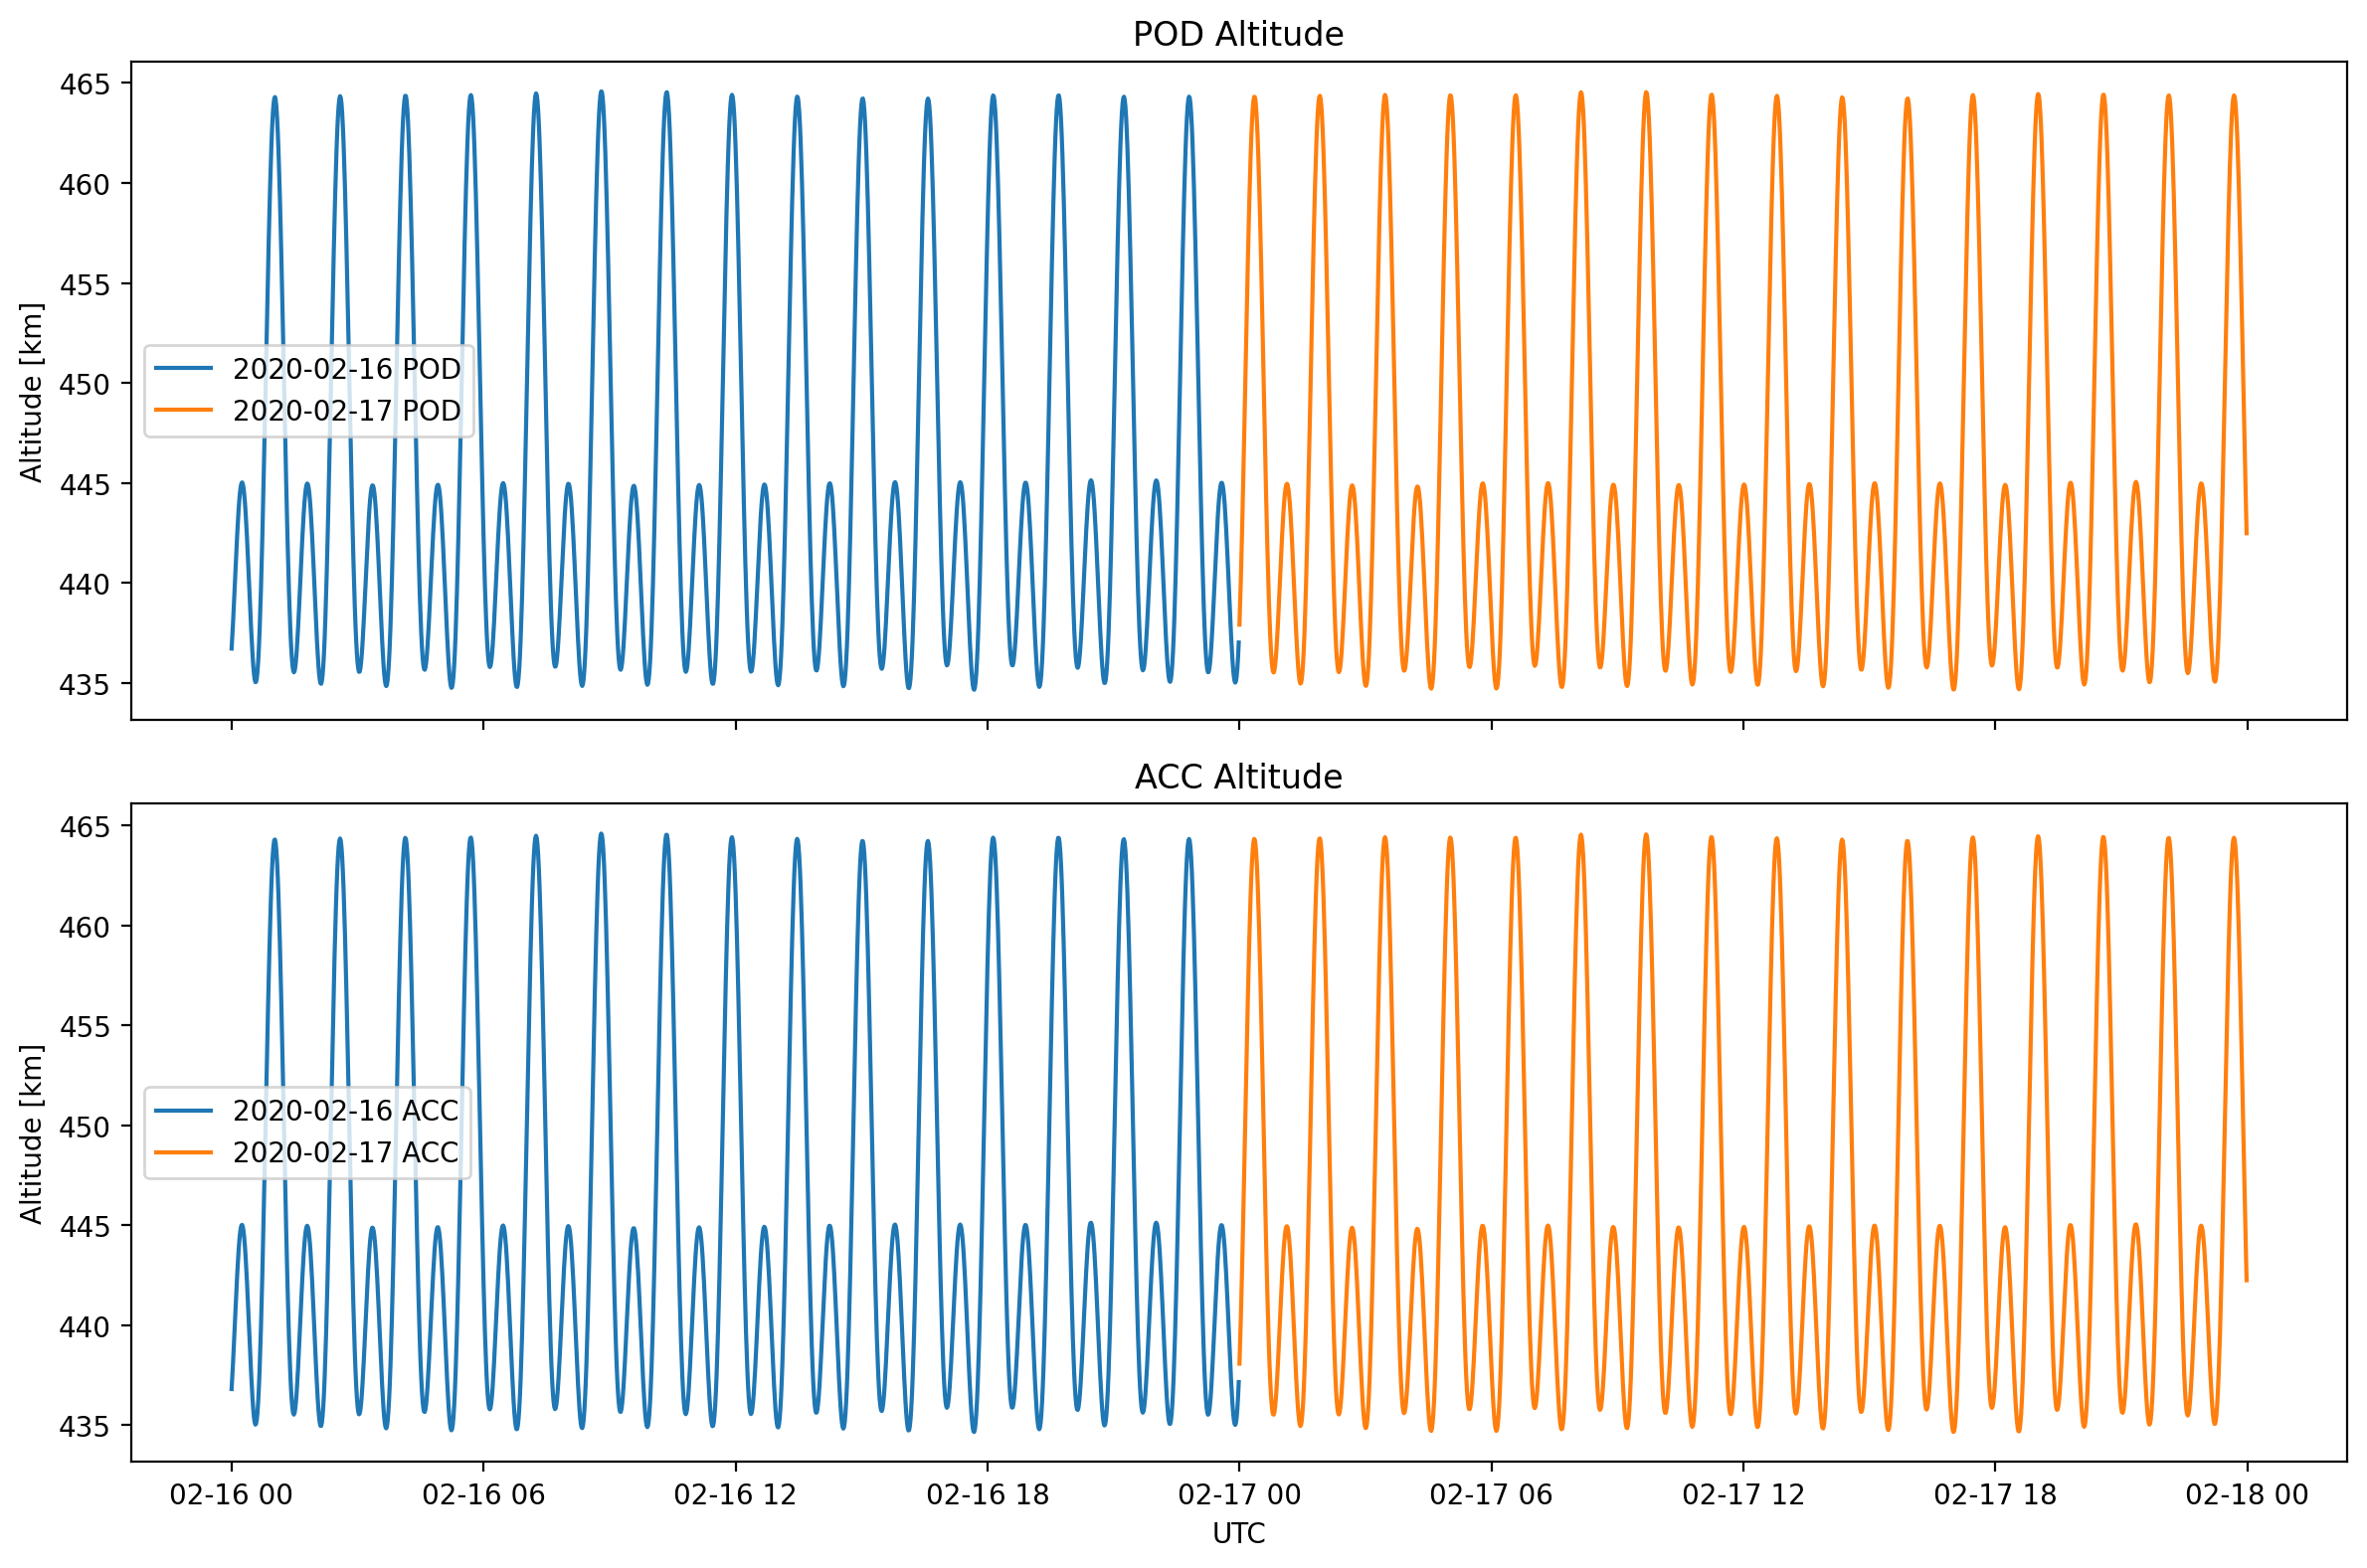 POD Altitude
465
460
455
450
445
440
435
Altitude [km]
2020-02-16 POD
2020-02-17 POD
ACC Altitude
465
460
455
450
445
440
435
Altitude [km]
2020-02-16 ACC
2020-02-17 ACC
02-16 00 02-16 06 02-16 12 02-16 18 02-17 00 02-17 06 02-17 12 02-17 18 02-18 00
UTC